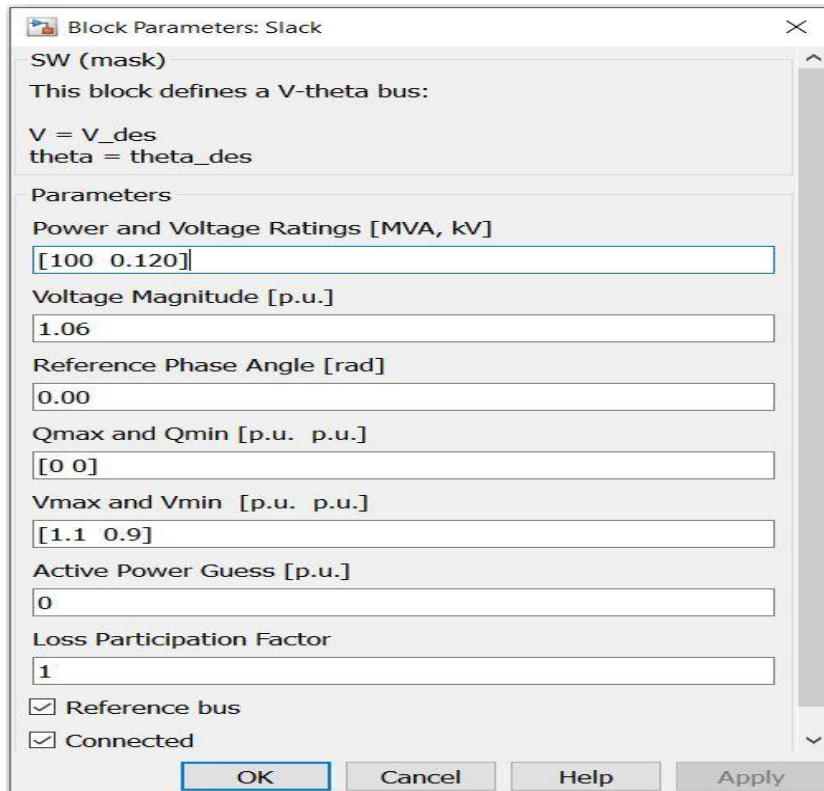 Block Parameters: Slack
SW (mask)
This block defines a V-theta bus:
V = V_des
theta = theta_des
Parameters
Power and Voltage Ratings [MVA, kV]
[100  0.120]
Voltage Magnitude [p.u.]
1.06
Reference Phase Angle [rad]
0.00
Qmax and Qmin [p.u.  p.u.]
[0 0]
Vmax and Vmin  [p.u.  p.u.]
[1.1  0.9]
Active Power Guess [p.u.]
0
Loss Participation Factor
1
Reference bus
Connected
OK Cancel Help Apply